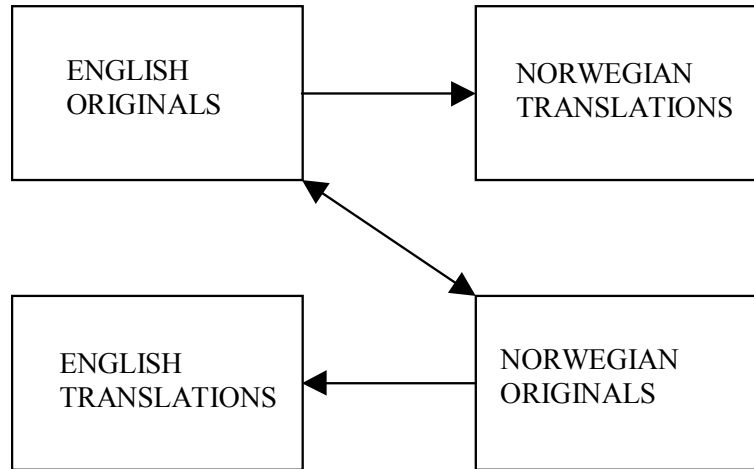 ENGLISH
ORIGINALS
NORWEGIAN
TRANSLATIONS
ENGLISH
TRANSLATIONS
NORWEGIAN
ORIGINALS